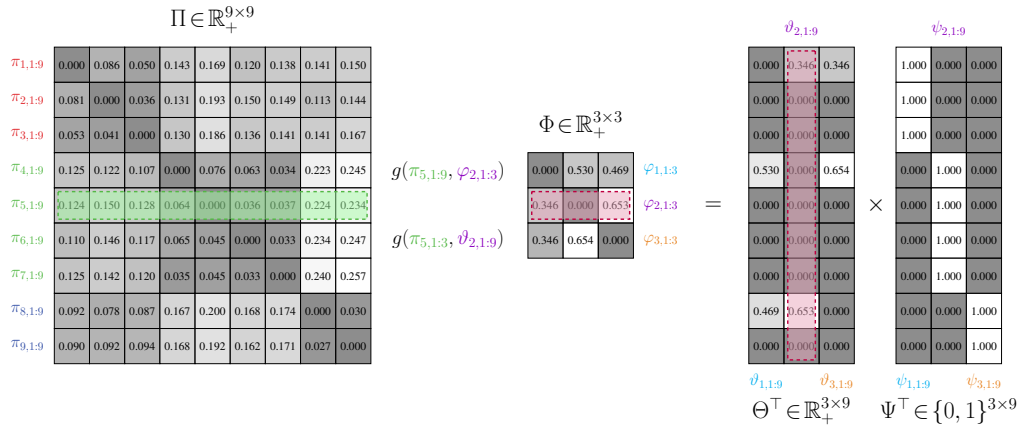 Π∈ℝ₊^{9×9}
ϑ_{2,1:9} ψ_{2,1:9}
π_{1,1:9} 0.000 0.086 0.050 0.143 0.169 0.120 0.138 0.141 0.150 0.000 0.346 0.346 1.000 0.000 0.000
π_{2,1:9} 0.081 0.000 0.036 0.131 0.193 0.150 0.149 0.113 0.144 0.000 0.000 0.000 1.000 0.000 0.000
π_{3,1:9} 0.053 0.041 0.000 0.130 0.186 0.136 0.141 0.141 0.167 Φ∈ℝ₊^{3×3} 0.000 0.000 0.000 1.000 0.000 0.000
π_{4,1:9} 0.125 0.122 0.107 0.000 0.076 0.063 0.034 0.223 0.245 g(π_{5,1:9}, φ_{2,1:3}) 0.000 0.530 0.469 φ_{1,1:3} 0.530 0.000 0.654 0.000 1.000 0.000
π_{5,1:9} 0.124 0.150 0.128 0.064 0.000 0.036 0.037 0.224 0.234 0.346 0.000 0.653 φ_{2,1:3} = 0.000 0.000 0.000 × 0.000 1.000 0.000
π_{6,1:9} 0.110 0.146 0.117 0.065 0.045 0.000 0.033 0.234 0.247 g(π_{5,1:3}, ϑ_{2,1:9}) 0.346 0.654 0.000 φ_{3,1:3} 0.000 0.000 0.000 0.000 1.000 0.000
π_{7,1:9} 0.125 0.142 0.120 0.035 0.045 0.033 0.000 0.240 0.257 0.000 0.000 0.000 0.000 1.000 0.000
π_{8,1:9} 0.092 0.078 0.087 0.167 0.200 0.168 0.174 0.000 0.030 0.469 0.653 0.000 0.000 0.000 1.000
π_{9,1:9} 0.090 0.092 0.094 0.168 0.192 0.162 0.171 0.027 0.000 0.000 0.000 0.000 0.000 0.000 1.000
ϑ_{1,1:9} ϑ_{3,1:9} ψ_{1,1:9} ψ_{3,1:9}
Θ^⊤∈ℝ₊^{3×9} Ψ^⊤∈{0, 1}^{3×9}